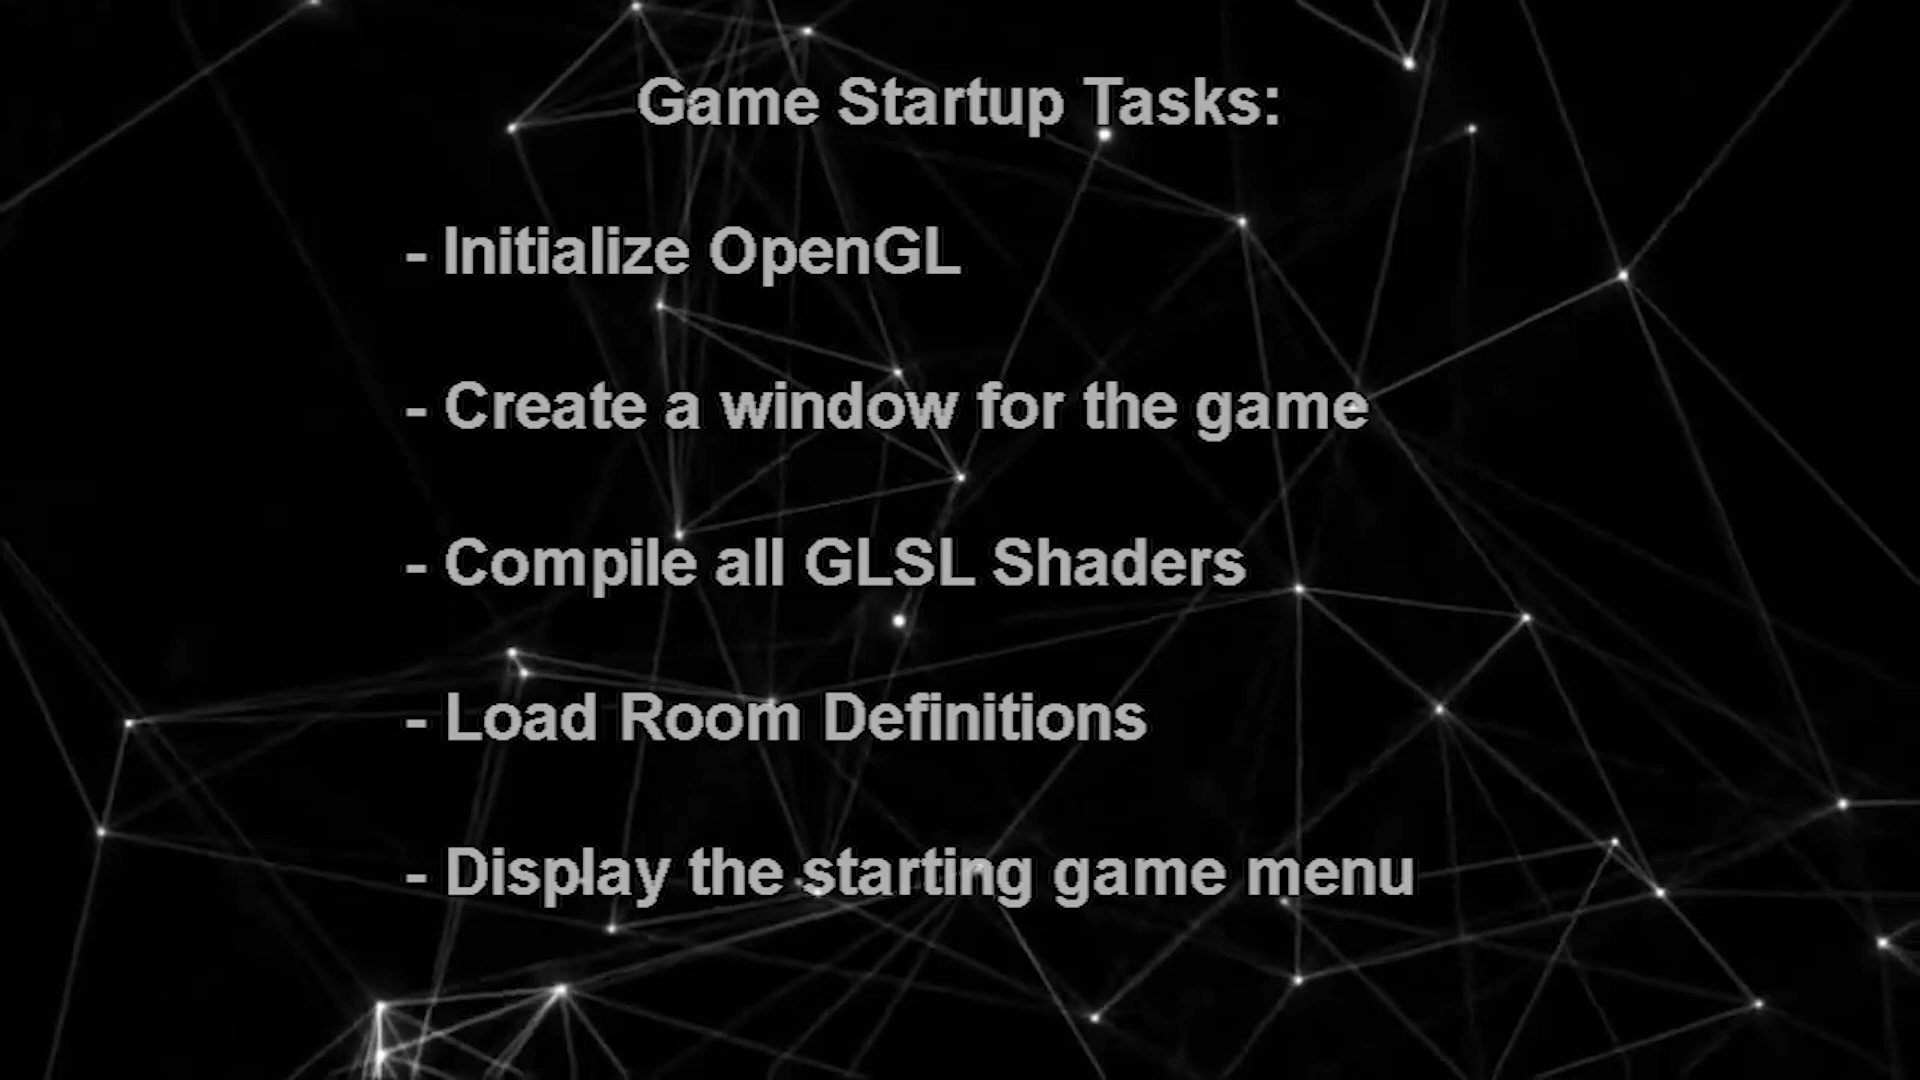 Game Startup Tasks:
- Initialize OpenGL
- Create a window for the game
- Compile all GLSL Shaders
- Load Room Definitions
- Display the starting game menu